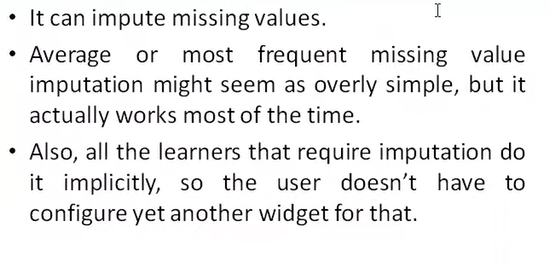 • It can impute missing values.
• Average or most frequent missing value
imputation might seem as overly simple, but it
actually works most of the time.
• Also, all the learners that require imputation do
it implicitly, so the user doesn't have to
configure yet another widget for that.